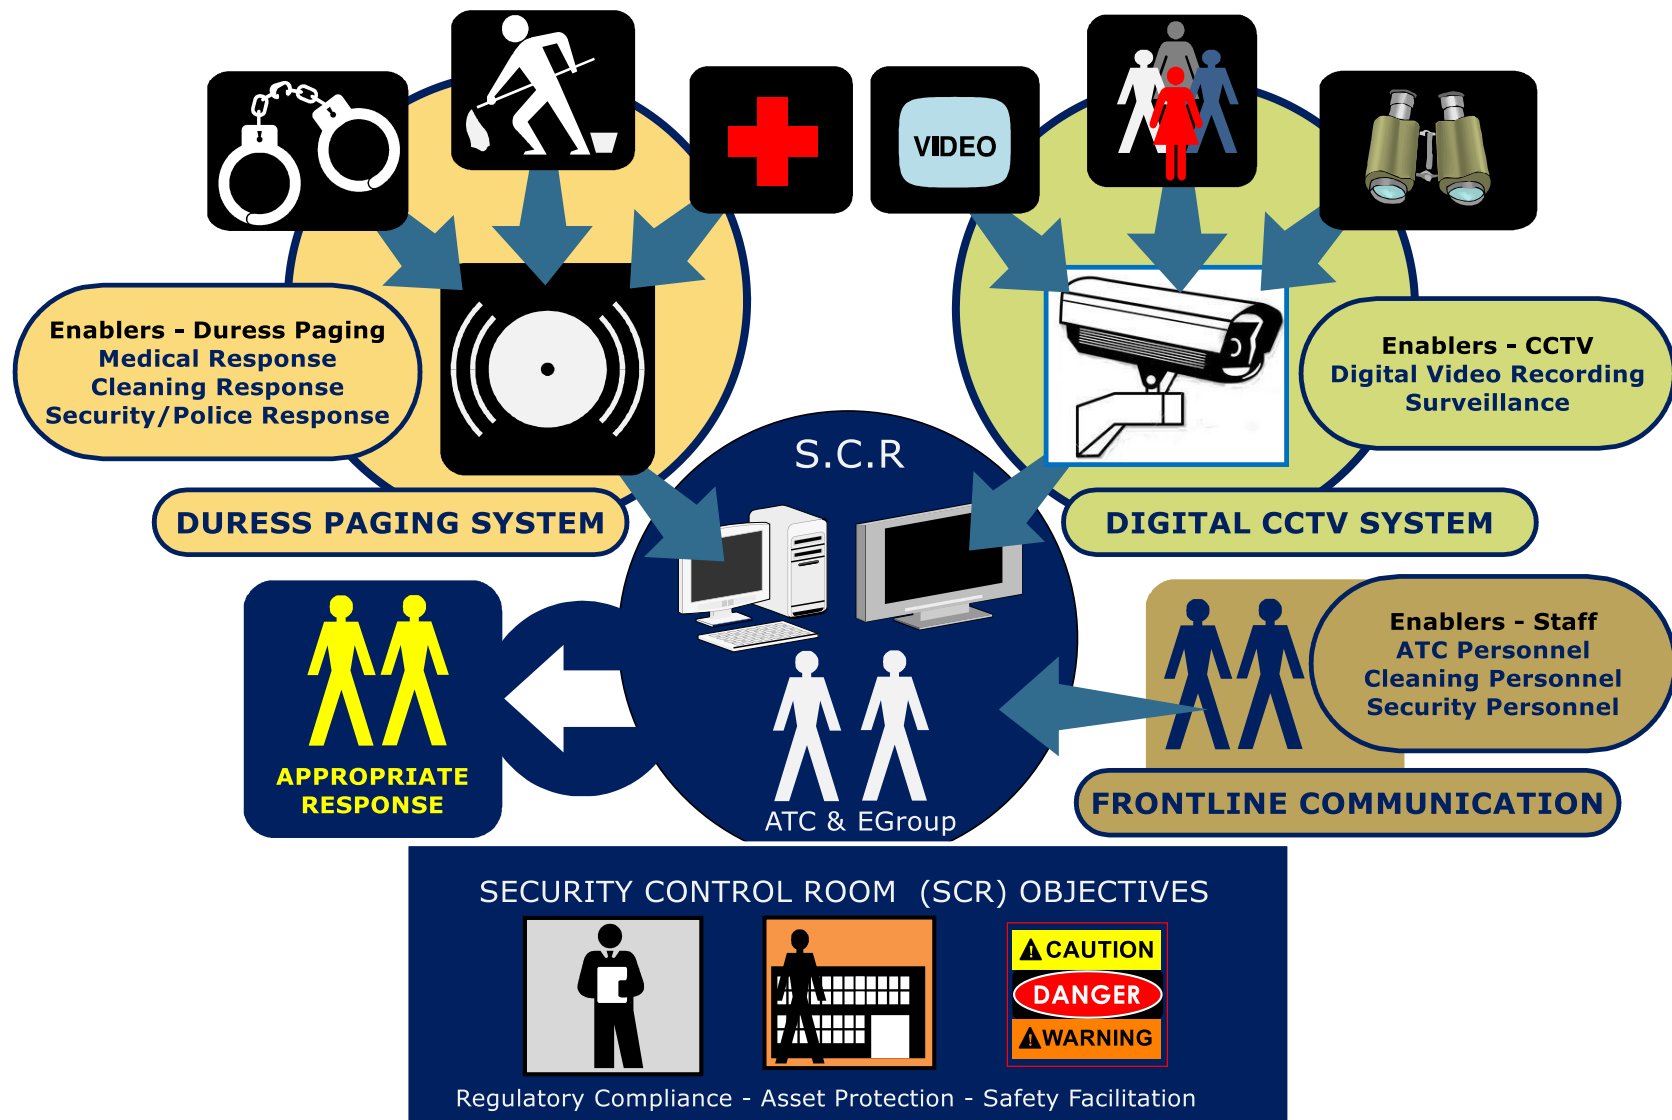 VIDEO
Enablers - Duress Paging
Medical Response
Cleaning Response
Security/Police Response
Enablers - CCTV
Digital Video Recording
Surveillance
S.C.R
DURESS PAGING SYSTEM
DIGITAL CCTV SYSTEM
Enablers - Staff
ATC Personnel
Cleaning Personnel
Security Personnel
APPROPRIATE
RESPONSE
FRONTLINE COMMUNICATION
ATC & EGroup
SECURITY CONTROL ROOM (SCR) OBJECTIVES
CAUTION
DANGER
WARNING
Regulatory Compliance - Asset Protection - Safety Facilitation